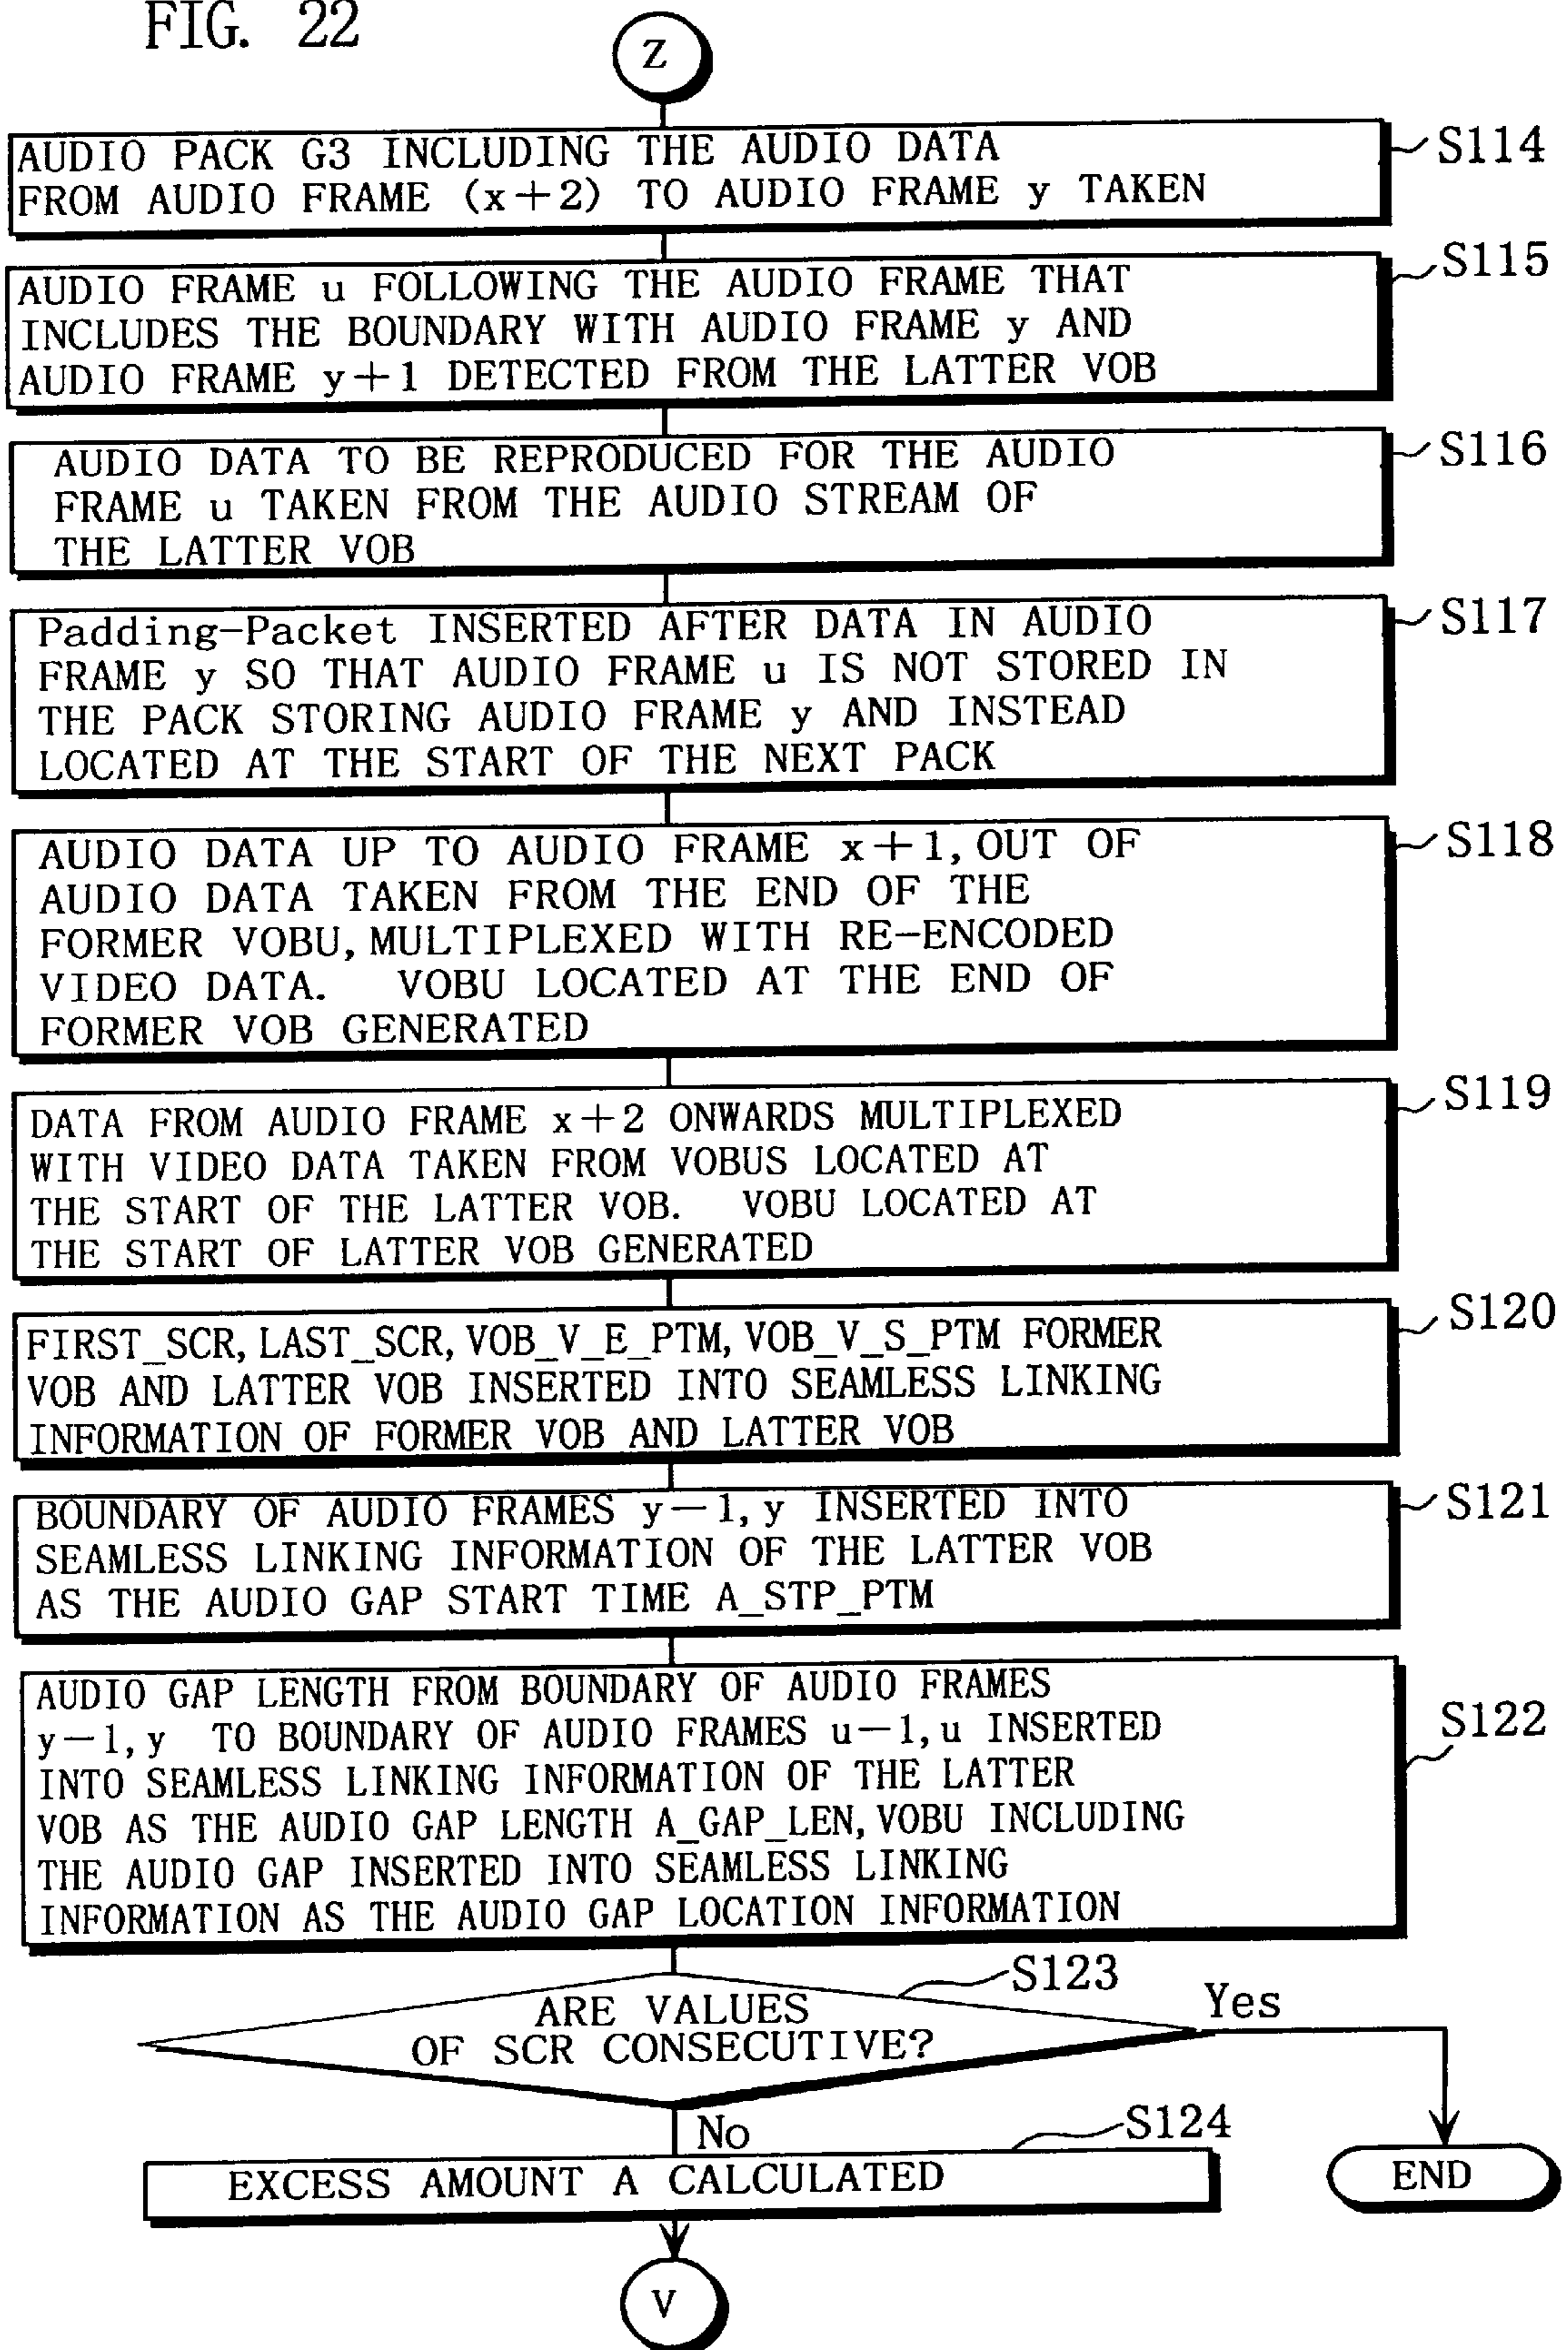 FIG. 22
Z
S114
AUDIO PACK G3 INCLUDING THE AUDIO DATA
FROM AUDIO FRAME (x+2) TO AUDIO FRAME y TAKEN
S115
AUDIO FRAME u FOLLOWING THE AUDIO FRAME THAT
INCLUDES THE BOUNDARY WITH AUDIO FRAME y AND
AUDIO FRAME y+1 DETECTED FROM THE LATTER VOB
S116
AUDIO DATA TO BE REPRODUCED FOR THE AUDIO
FRAME u TAKEN FROM THE AUDIO STREAM OF
THE LATTER VOB
S117
Padding-Packet INSERTED AFTER DATA IN AUDIO
FRAME y SO THAT AUDIO FRAME u IS NOT STORED IN
THE PACK STORING AUDIO FRAME y AND INSTEAD
LOCATED AT THE START OF THE NEXT PACK
S118
AUDIO DATA UP TO AUDIO FRAME x+1, OUT OF
AUDIO DATA TAKEN FROM THE END OF THE
FORMER VOBU, MULTIPLEXED WITH RE-ENCODED
VIDEO DATA. VOBU LOCATED AT THE END OF
FORMER VOB GENERATED
S119
DATA FROM AUDIO FRAME x+2 ONWARDS MULTIPLEXED
WITH VIDEO DATA TAKEN FROM VOBUS LOCATED AT
THE START OF THE LATTER VOB. VOBU LOCATED AT
THE START OF LATTER VOB GENERATED
S120
FIRST_SCR, LAST_SCR, VOB_V_E_PTM, VOB_V_S_PTM FORMER
VOB AND LATTER VOB INSERTED INTO SEAMLESS LINKING
INFORMATION OF FORMER VOB AND LATTER VOB
S121
BOUNDARY OF AUDIO FRAMES y-1, y INSERTED INTO
SEAMLESS LINKING INFORMATION OF THE LATTER VOB
AS THE AUDIO GAP START TIME A_STP_PTM
S122
AUDIO GAP LENGTH FROM BOUNDARY OF AUDIO FRAMES
y-1, y TO BOUNDARY OF AUDIO FRAMES u-1, u INSERTED
INTO SEAMLESS LINKING INFORMATION OF THE LATTER
VOB AS THE AUDIO GAP LENGTH A_GAP_LEN, VOBU INCLUDING
THE AUDIO GAP INSERTED INTO SEAMLESS LINKING
INFORMATION AS THE AUDIO GAP LOCATION INFORMATION
S123
ARE VALUES
OF SCR CONSECUTIVE?
Yes
No
S124
EXCESS AMOUNT A CALCULATED
END
V